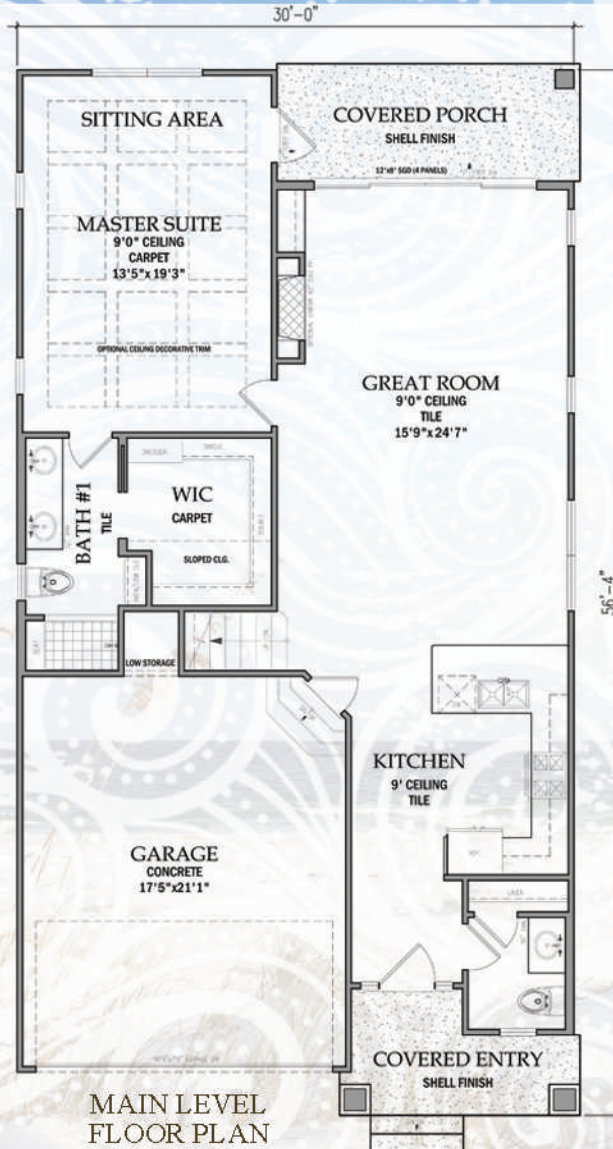 30'-0"
SITTING AREA
COVERED PORCH
SHELL FINISH
12'x8' SGD (4 PANELS)
MASTER SUITE
9'0" CEILING
CARPET
13'5"x 19'3"
OPTIONAL CEILING DECORATIVE TRIM
GREAT ROOM
9'0" CEILING
TILE
15'9"x24'7"
BATH #1
TILE
WIC
CARPET
SLOPED CLG.
56'-4"
SEAT
LOW STORAGE
KITCHEN
9' CEILING
TILE
GARAGE
CONCRETE
17'5"x21'1"
LINEN
COVERED ENTRY
SHELL FINISH
MAIN LEVEL
FLOOR PLAN